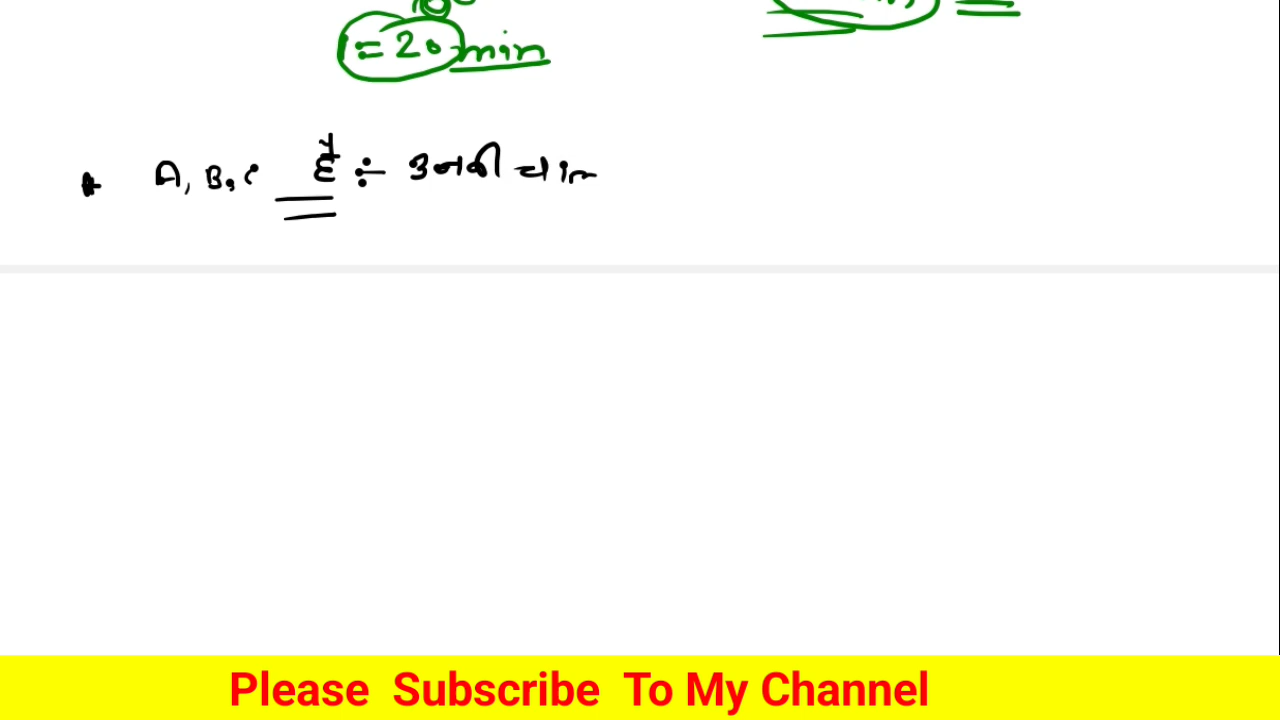 = 20 min
* A, B, C है ÷ उनकी चाल
Please Subscribe To My Channel